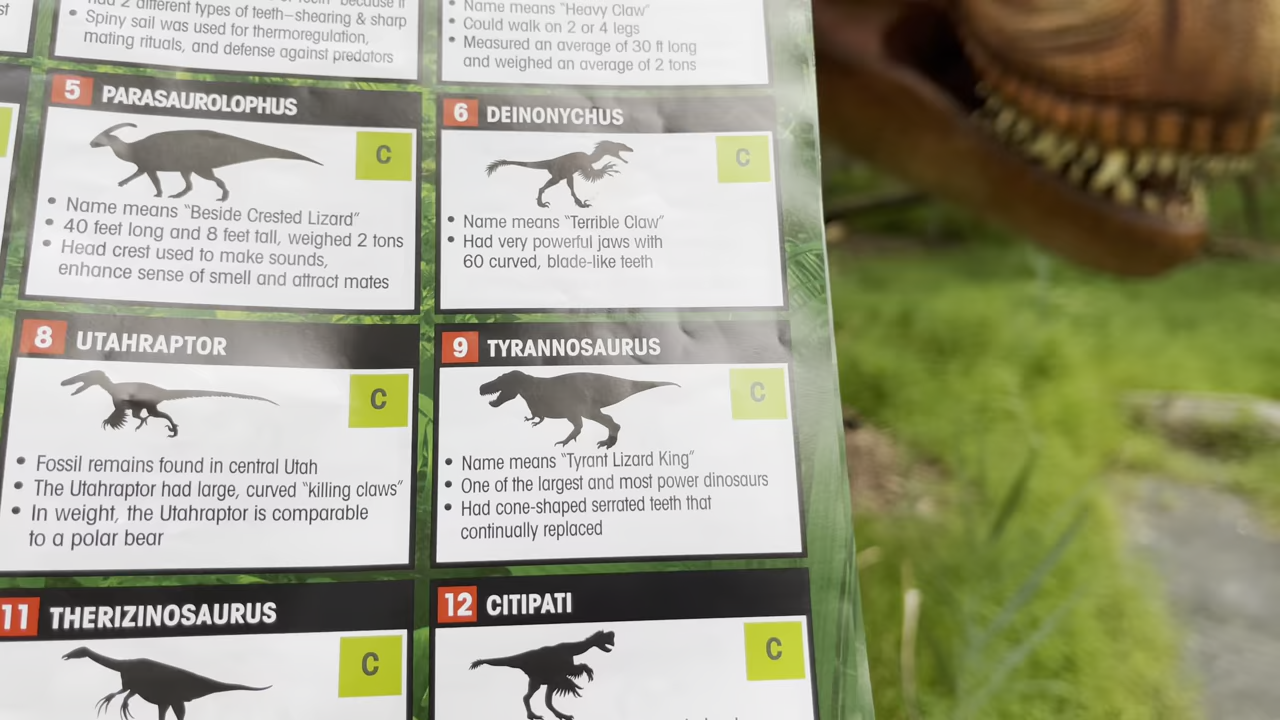 st
had 2 different types of teeth–shearing & sharp
• Spiny sail was used for thermoregulation,
mating rituals, and defense against predators
• Name means "Heavy Claw"
• Could walk on 2 or 4 legs
• Measured an average of 30 ft long
and weighed an average of 2 tons
5 PARASAUROLOPHUS
C
• Name means "Beside Crested Lizard"
• 40 feet long and 8 feet tall, weighed 2 tons
• Head crest used to make sounds,
enhance sense of smell and attract mates
6 DEINONYCHUS
C
• Name means "Terrible Claw"
• Had very powerful jaws with
60 curved, blade-like teeth
8 UTAHRAPTOR
C
• Fossil remains found in central Utah
• The Utahraptor had large, curved "killing claws"
• In weight, the Utahraptor is comparable
to a polar bear
9 TYRANNOSAURUS
C
• Name means "Tyrant Lizard King"
• One of the largest and most power dinosaurs
• Had cone-shaped serrated teeth that
continually replaced
11 THERIZINOSAURUS
C
12 CITIPATI
C